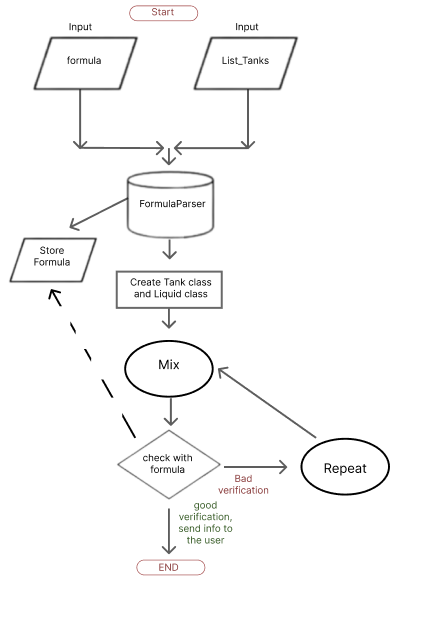 Start
Input
Input
formula
List_Tanks
FormulaParser
Store
Formula
Create Tank class
and Liquid class
Mix
check with
formula
Bad
verification
Repeat
good
verification,
send info to
the user
END